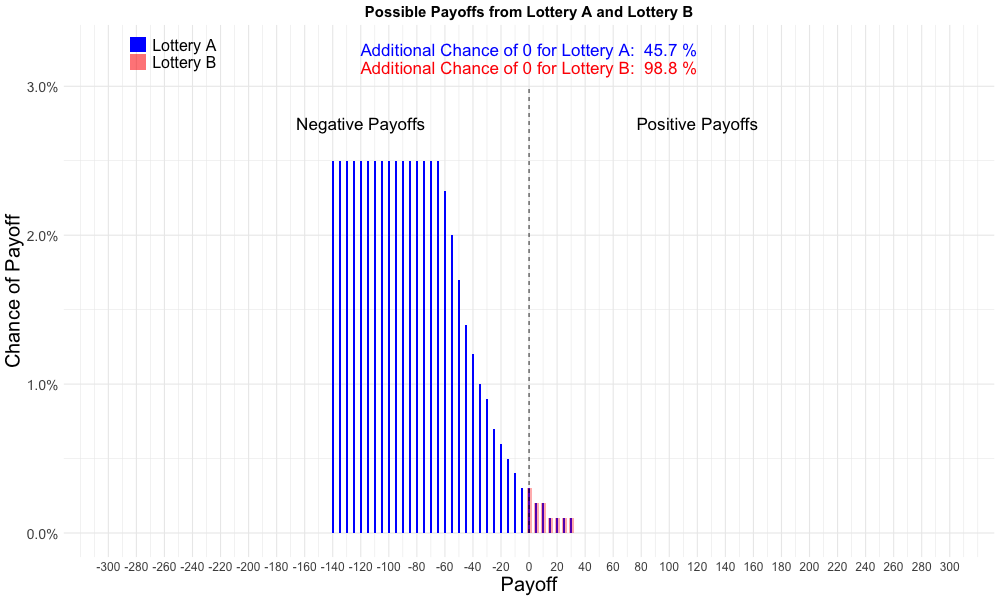 Possible Payoffs from Lottery A and Lottery B
Lottery A
Lottery B
Additional Chance of 0 for Lottery A: 45.7 %
Additional Chance of 0 for Lottery B: 98.8 %
Negative Payoffs
Positive Payoffs
Chance of Payoff
3.0%
2.0%
1.0%
0.0%
-300 -280 -260 -240 -220 -200 -180 -160 -140 -120 -100 -80 -60 -40 -20 0 20 40 60 80 100 120 140 160 180 200 220 240 260 280 300
Payoff